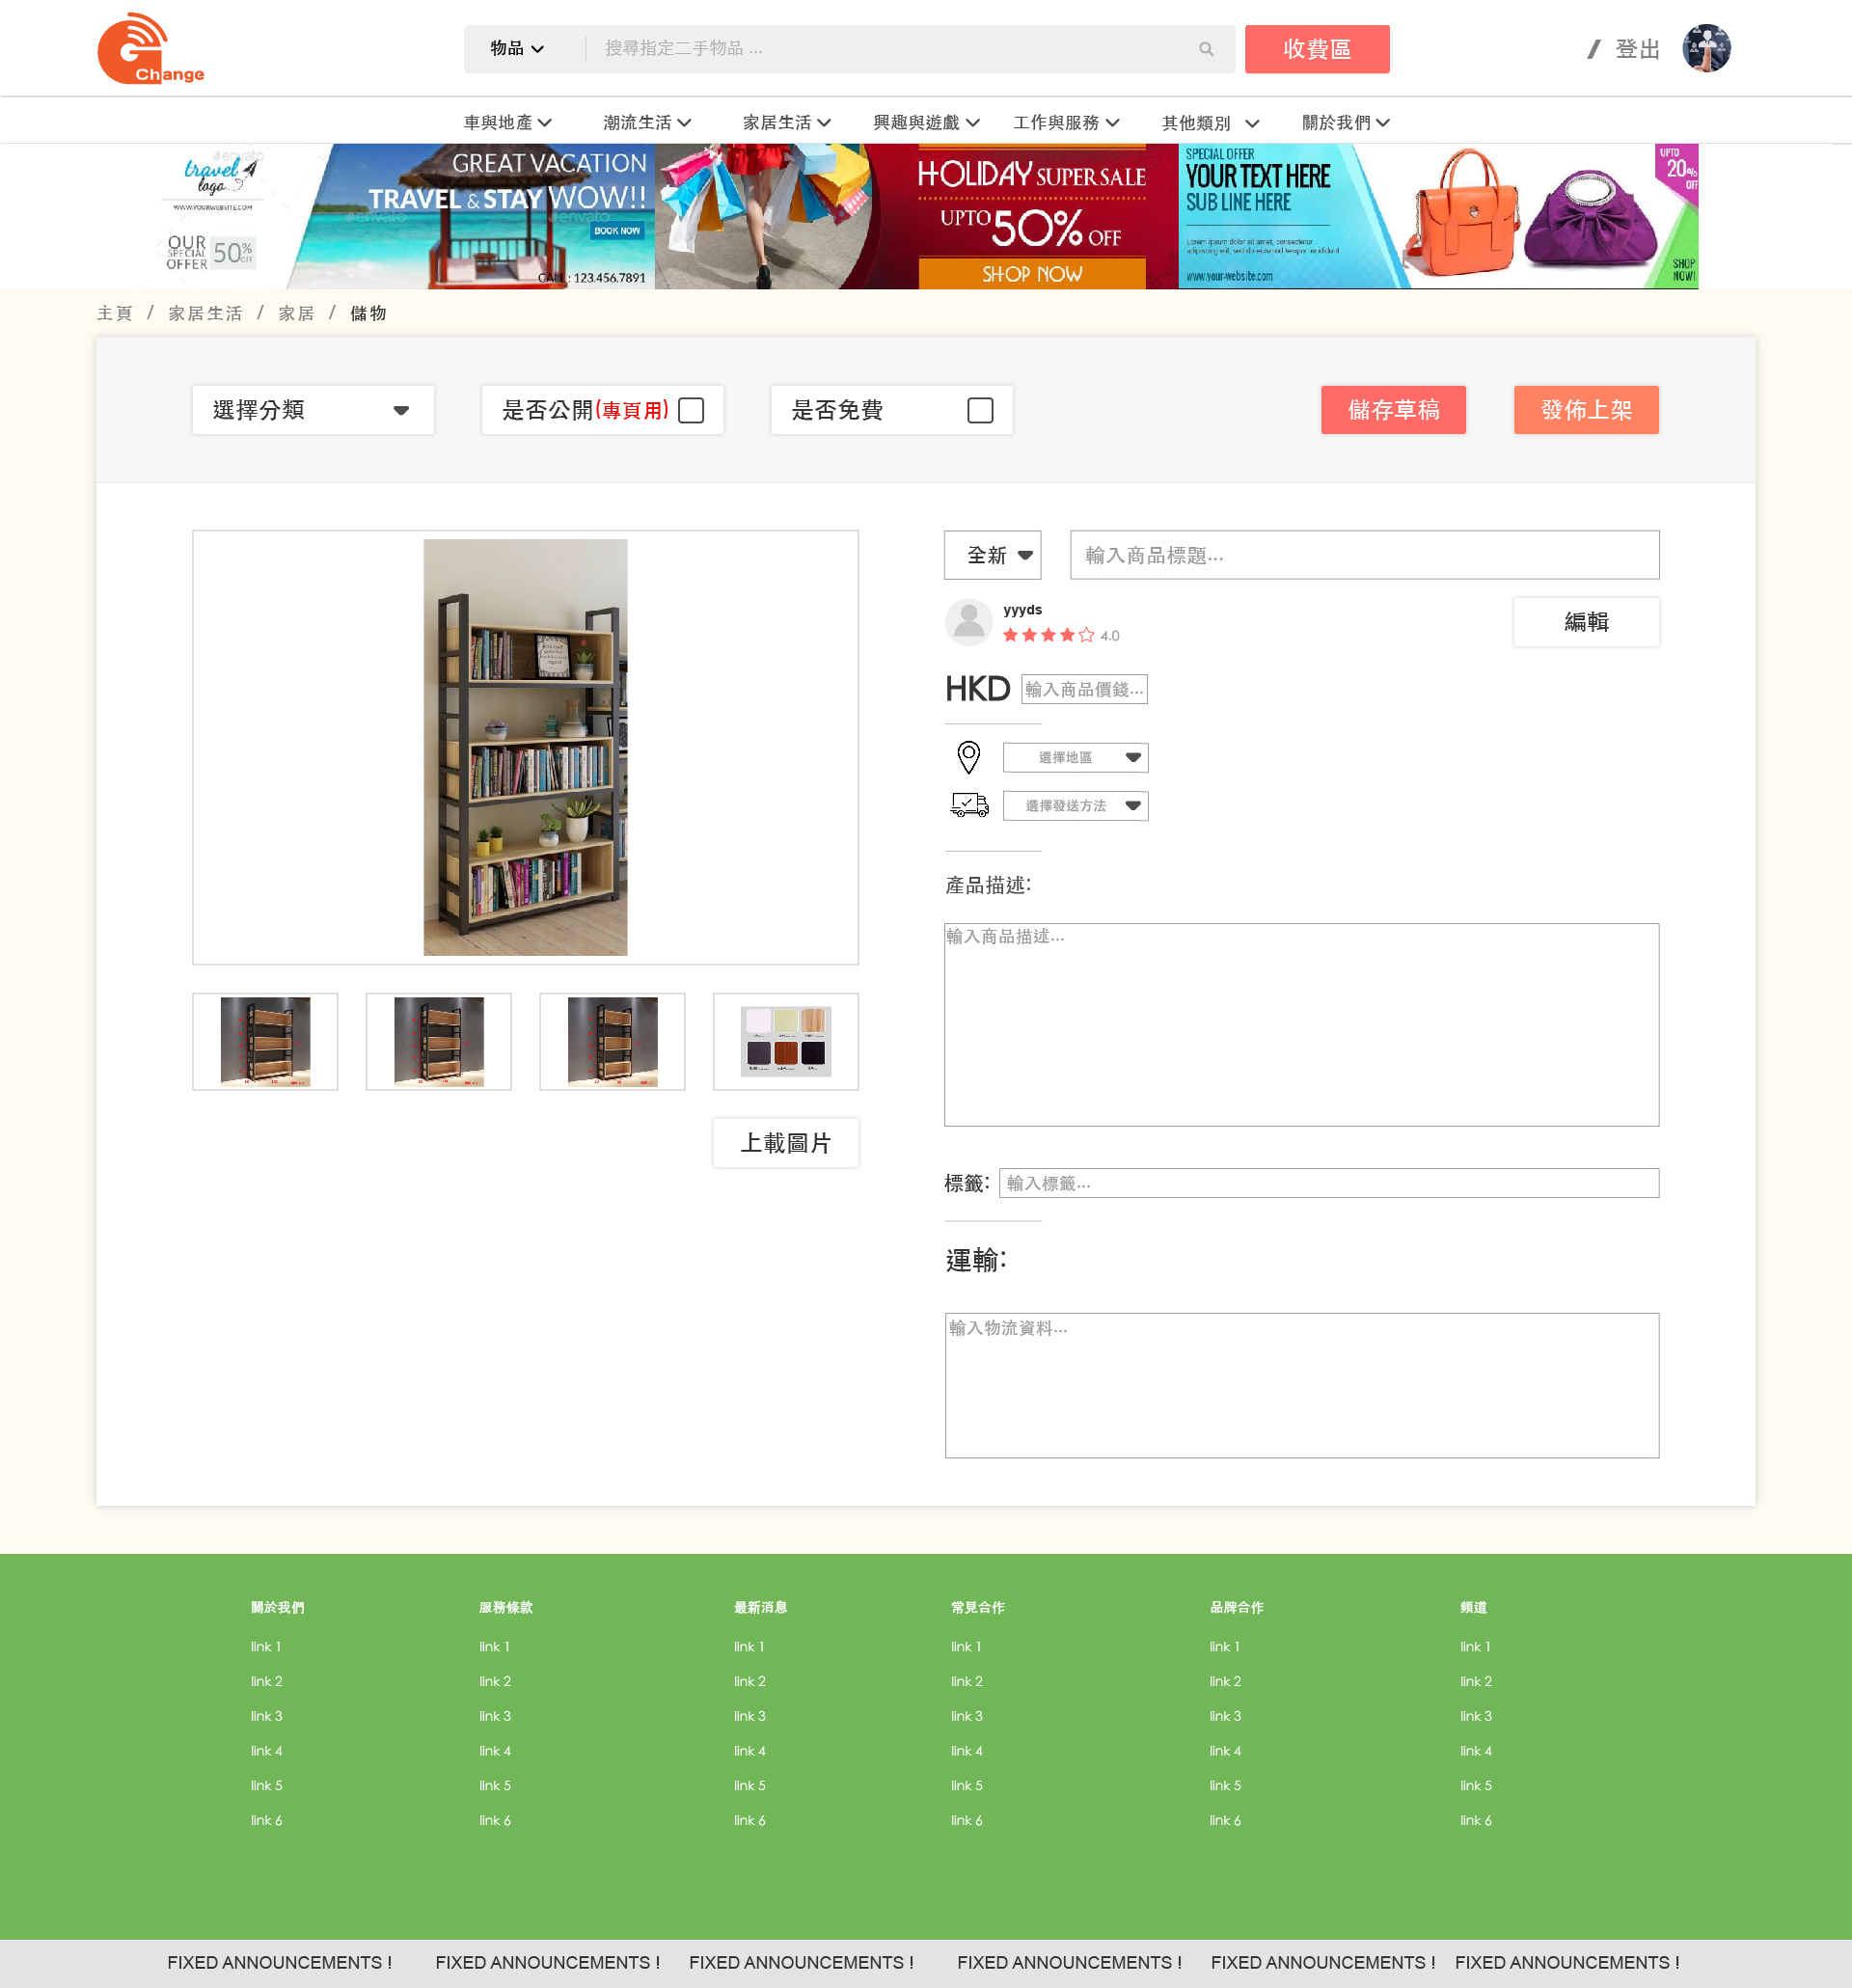 Change
物品
搜尋指定二手物品 ...
收費區
登出
車與地產
潮流生活
家居生活
興趣與遊戲
工作與服務
其他類別
關於我們
travel
logo
WWW.YOURWEBSITE.COM
OUR
SPECIAL
OFFER
50% OFF
GREAT VACATION
TRAVEL & STAY WOW!!
envato
envato
envato
BOOK NOW
CALL : 123.456.7891
HOLIDAY SUPER SALE
UPTO 50% OFF
SHOP NOW
SPECIAL OFFER
YOUR TEXT HERE
SUB LINE HERE
www.your-website.com
UPTO
20% OFF
SHOP
NOW!
主頁 / 家居生活 / 家居 / 儲物
選擇分類
是否公開(專頁用)
是否免費
儲存草稿
發佈上架
全新
輸入商品標題...
yyyds
4.0
編輯
HKD 輸入商品價錢...
選擇地區
選擇發送方法
產品描述:
輸入商品描述...
上載圖片
標籤: 輸入標籤...
運輸:
輸入物流資料...
關於我們
link 1
link 2
link 3
link 4
link 5
link 6
服務條款
link 1
link 2
link 3
link 4
link 5
link 6
最新消息
link 1
link 2
link 3
link 4
link 5
link 6
常見合作
link 1
link 2
link 3
link 4
link 5
link 6
品牌合作
link 1
link 2
link 3
link 4
link 5
link 6
頻道
link 1
link 2
link 3
link 4
link 5
link 6
FIXED ANNOUNCEMENTS ! FIXED ANNOUNCEMENTS ! FIXED ANNOUNCEMENTS ! FIXED ANNOUNCEMENTS ! FIXED ANNOUNCEMENTS ! FIXED ANNOUNCEMENTS !